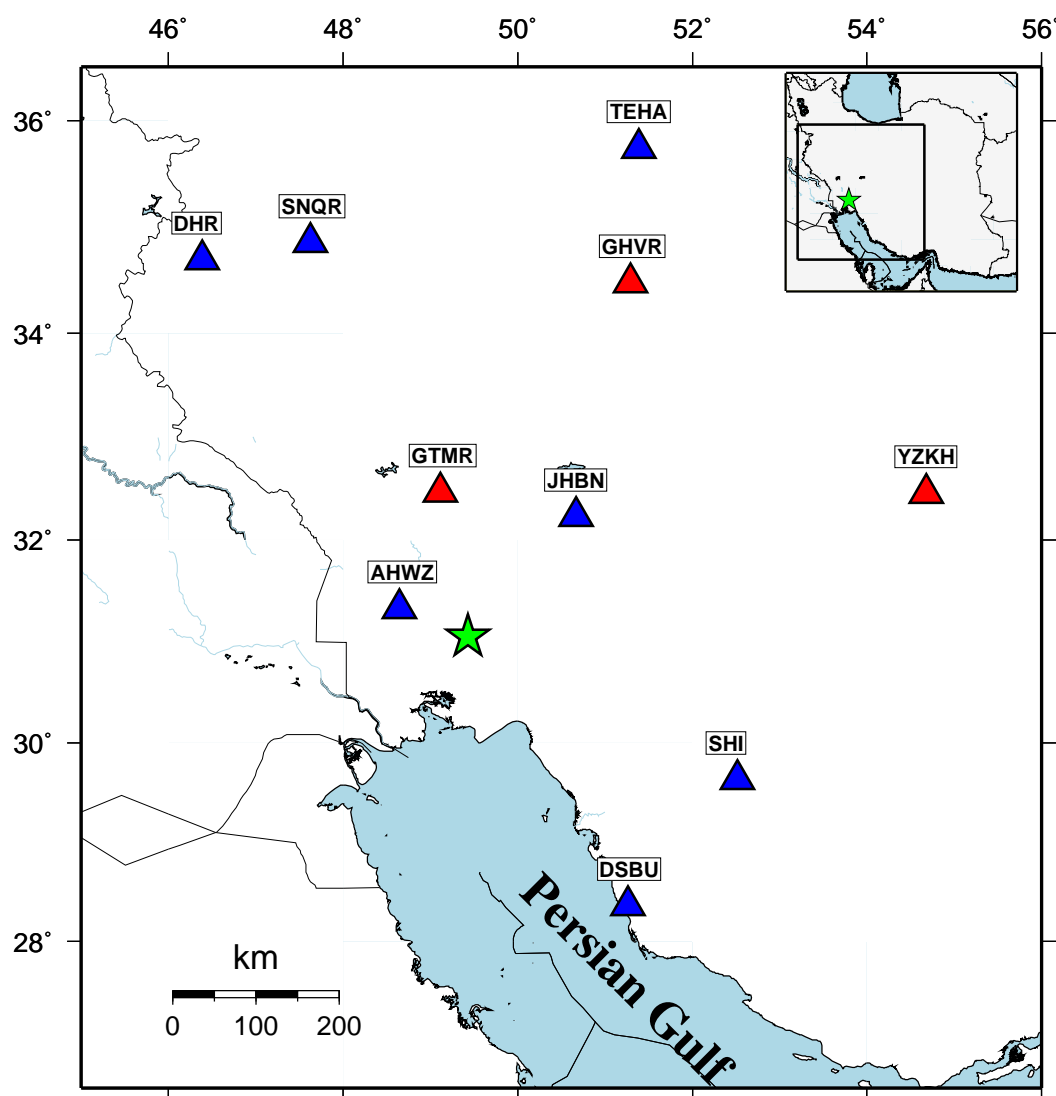 46˚ 48˚ 50˚ 52˚ 54˚ 56˚
36˚
TEHA
SNQR
DHR
GHVR
34˚
GTMR
YZKH
JHBN
32˚
AHWZ
30˚
SHI
DSBU
Persian Gulf
28˚
km
0 100 200